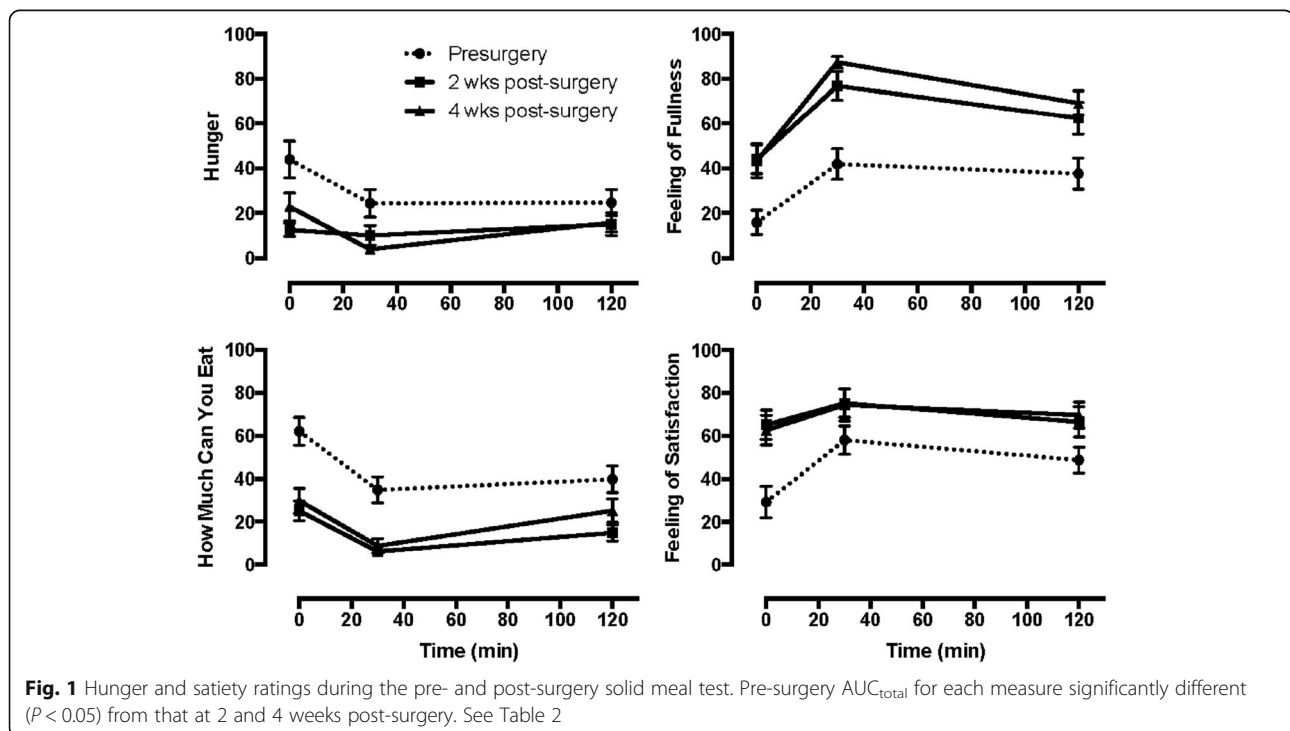 100
80
60
40
20
0
Hunger
Presurgery
2 wks post-surgery
4 wks post-surgery
0 20 40 60 80 100 120
100
80
60
40
20
0
Feeling of Fullness
0 20 40 60 80 100 120
100
80
60
40
20
0
How Much Can You Eat
0 20 40 60 80 100 120
Time (min)
100
80
60
40
20
0
Feeling of Satisfaction
0 20 40 60 80 100 120
Time (min)
Fig. 1 Hunger and satiety ratings during the pre- and post-surgery solid meal test. Pre-surgery AUCtotal for each measure significantly different
(P < 0.05) from that at 2 and 4 weeks post-surgery. See Table 2